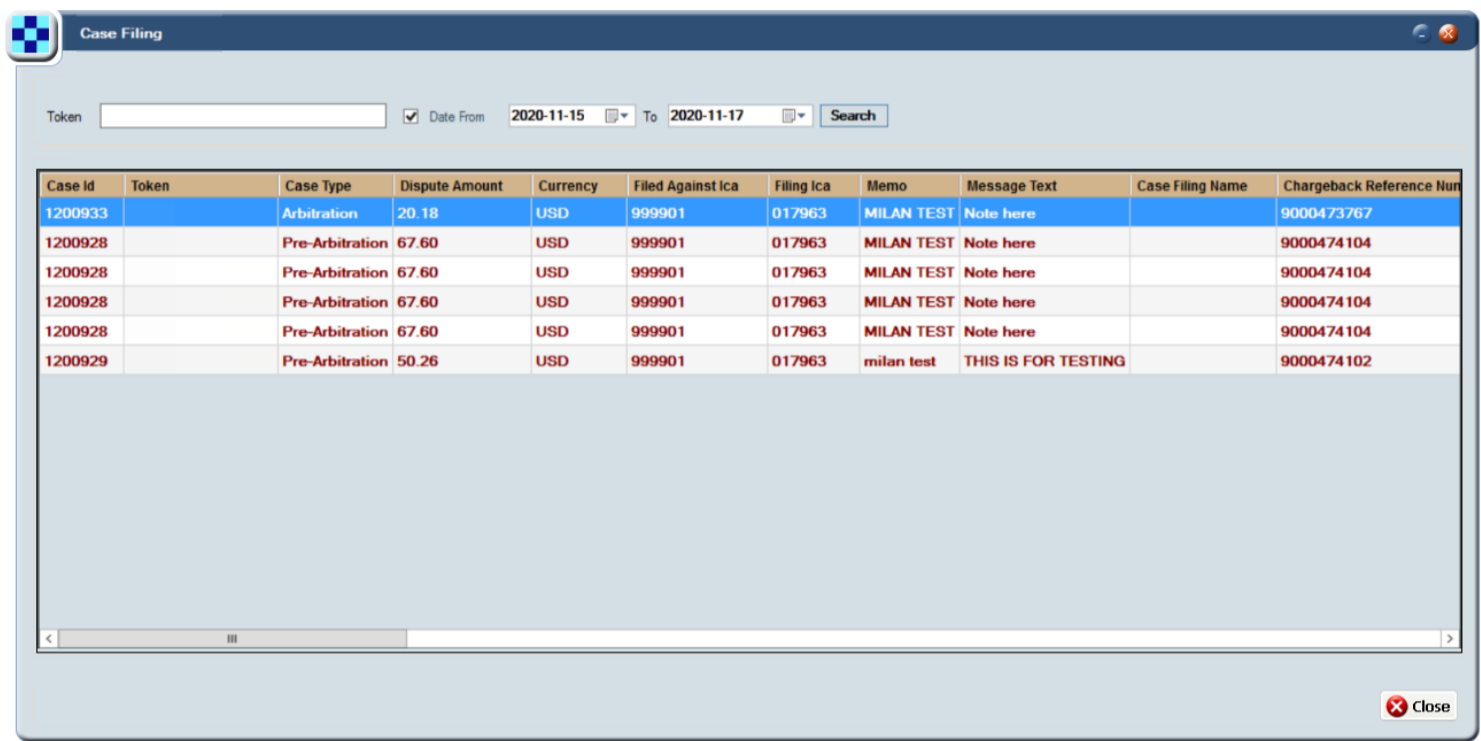 Case Filing
Token Date From 2020-11-15 To 2020-11-17 Search
Case Id Token Case Type Dispute Amount Currency Filed Against Ica Filing Ica Memo Message Text Case Filing Name Chargeback Reference Num
1200933 Arbitration 20.18 USD 999901 017963 MILAN TEST Note here 9000473767
1200928 Pre-Arbitration 67.60 USD 999901 017963 MILAN TEST Note here 9000474104
1200928 Pre-Arbitration 67.60 USD 999901 017963 MILAN TEST Note here 9000474104
1200928 Pre-Arbitration 67.60 USD 999901 017963 MILAN TEST Note here 9000474104
1200928 Pre-Arbitration 67.60 USD 999901 017963 MILAN TEST Note here 9000474104
1200929 Pre-Arbitration 50.26 USD 999901 017963 milan test THIS IS FOR TESTING 9000474102
Close